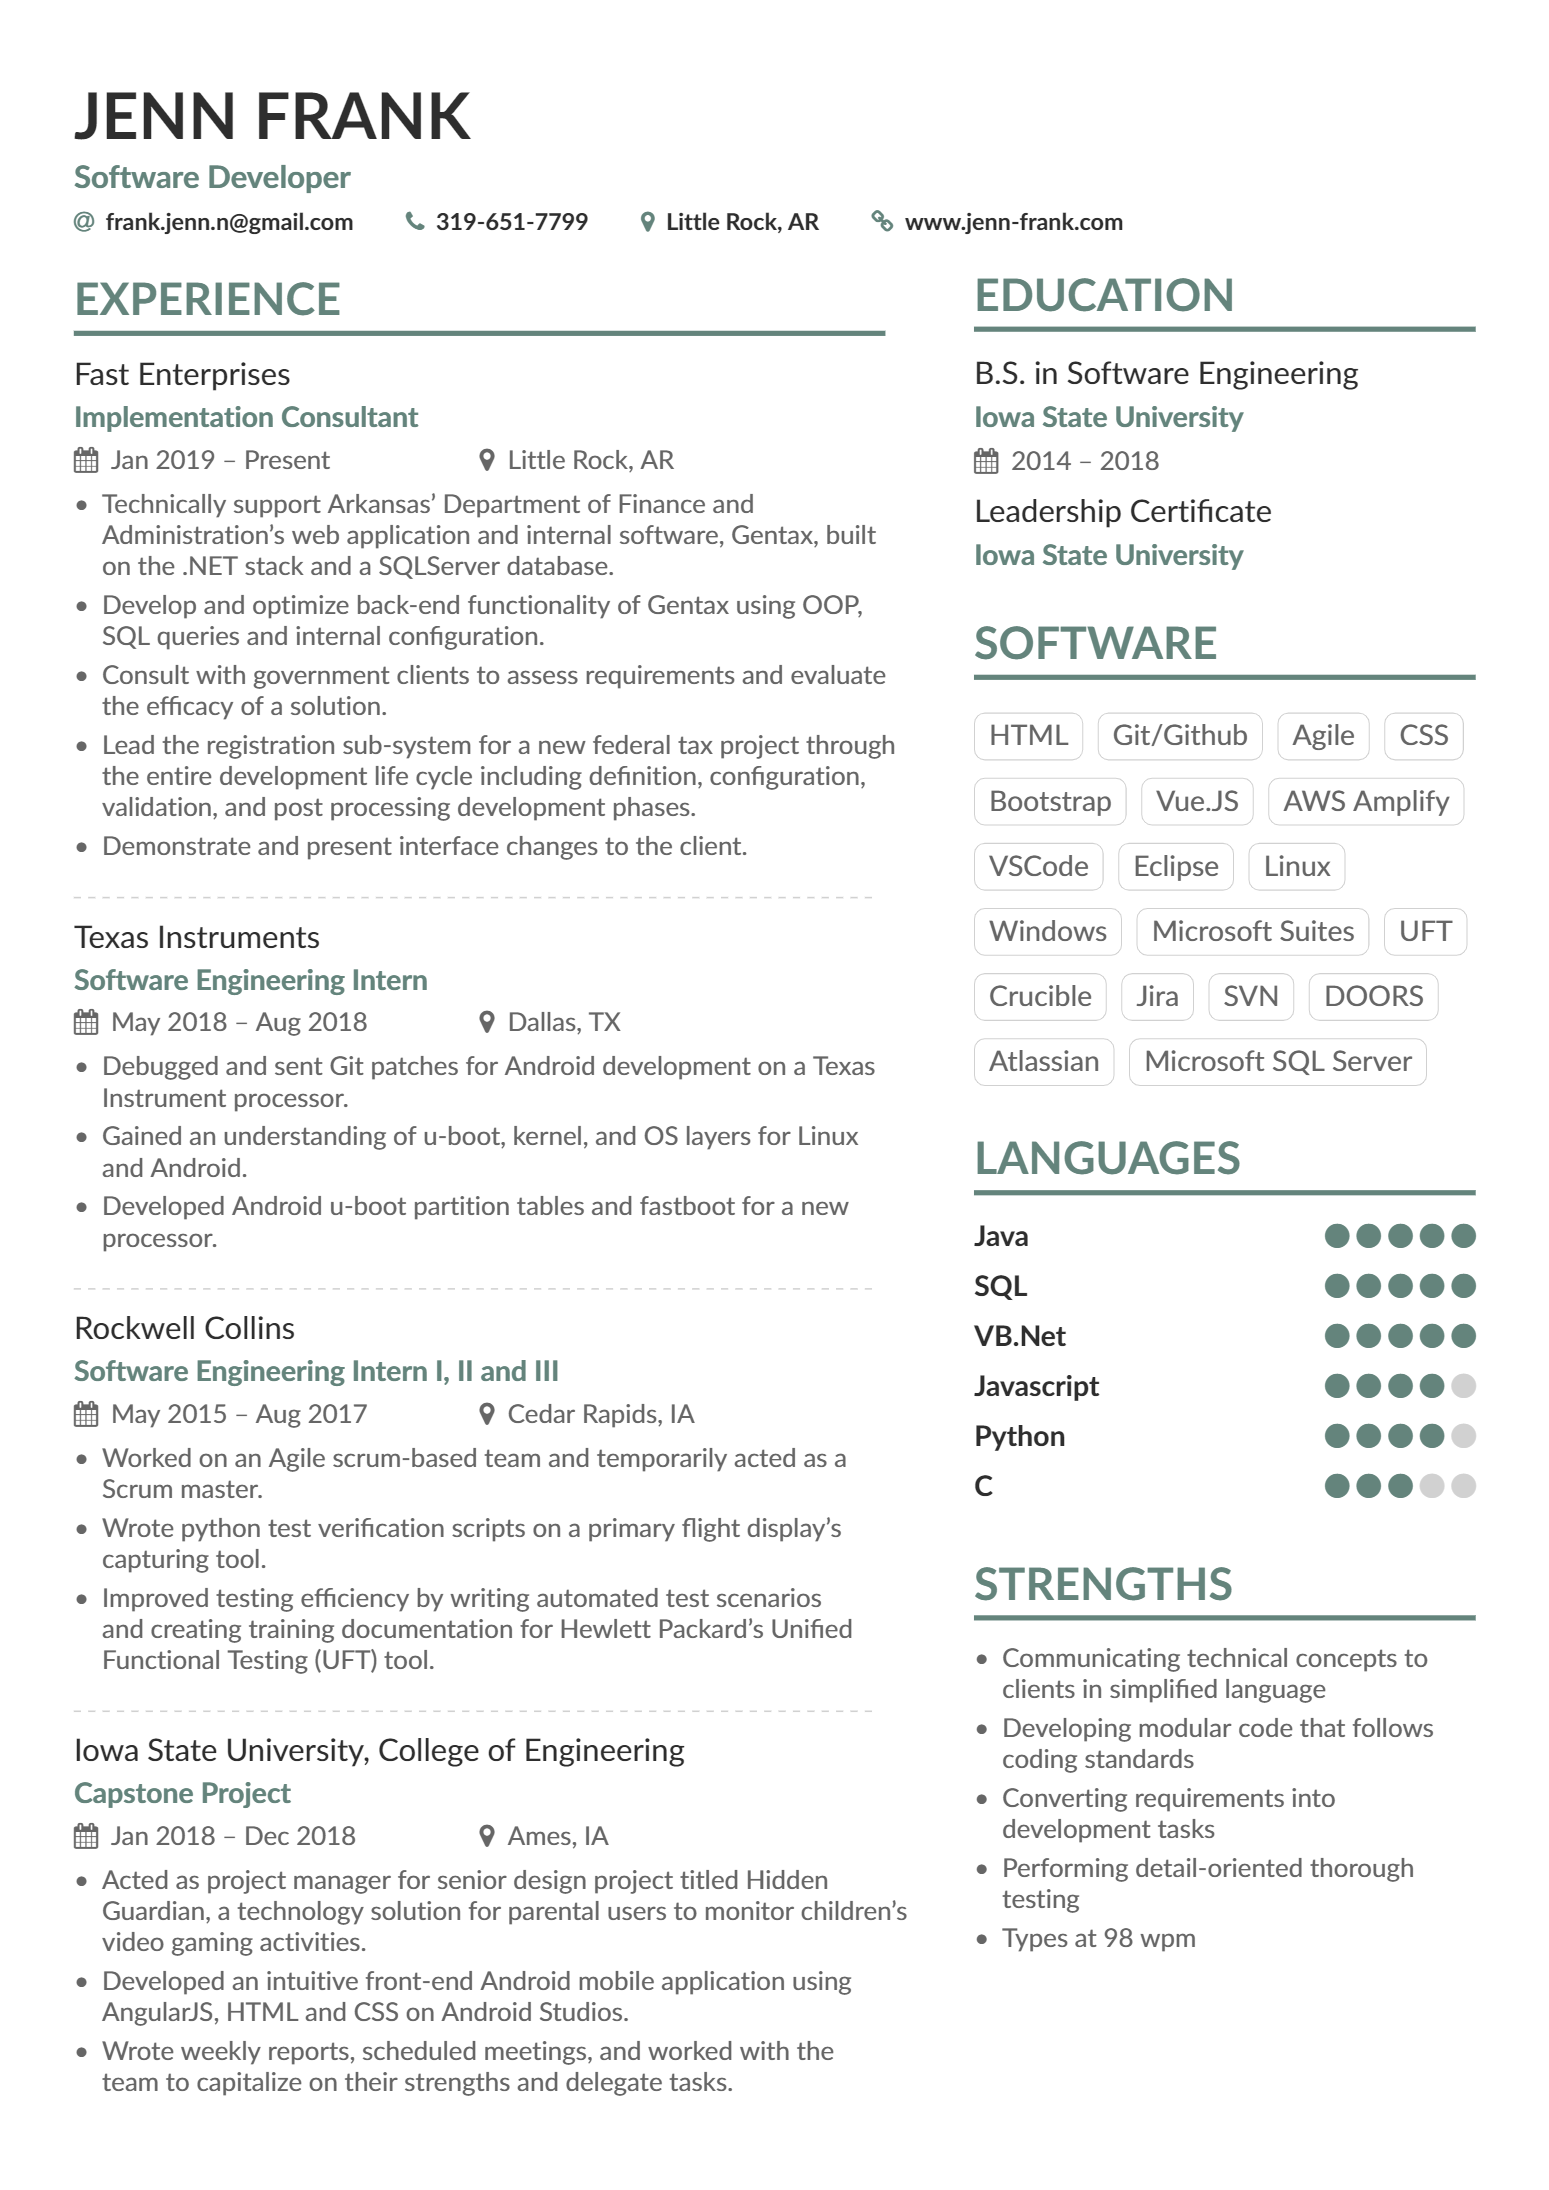 JENN FRANK
Software Developer
@ frank.jenn.n@gmail.com 319-651-7799 Little Rock, AR www.jenn-frank.com
EXPERIENCE
Fast Enterprises
Implementation Consultant
Jan 2019 – Present Little Rock, AR
• Technically support Arkansas’ Department of Finance and
Administration’s web application and internal software, Gentax, built
on the .NET stack and a SQLServer database.
• Develop and optimize back-end functionality of Gentax using OOP,
SQL queries and internal configuration.
• Consult with government clients to assess requirements and evaluate
the efficacy of a solution.
• Lead the registration sub-system for a new federal tax project through
the entire development life cycle including definition, configuration,
validation, and post processing development phases.
• Demonstrate and present interface changes to the client.
Texas Instruments
Software Engineering Intern
May 2018 – Aug 2018 Dallas, TX
• Debugged and sent Git patches for Android development on a Texas
Instrument processor.
• Gained an understanding of u-boot, kernel, and OS layers for Linux
and Android.
• Developed Android u-boot partition tables and fastboot for a new
processor.
Rockwell Collins
Software Engineering Intern I, II and III
May 2015 – Aug 2017 Cedar Rapids, IA
• Worked on an Agile scrum-based team and temporarily acted as a
Scrum master.
• Wrote python test verification scripts on a primary flight display’s
capturing tool.
• Improved testing efficiency by writing automated test scenarios
and creating training documentation for Hewlett Packard’s Unified
Functional Testing (UFT) tool.
Iowa State University, College of Engineering
Capstone Project
Jan 2018 – Dec 2018 Ames, IA
• Acted as project manager for senior design project titled Hidden
Guardian, a technology solution for parental users to monitor children’s
video gaming activities.
• Developed an intuitive front-end Android mobile application using
AngularJS, HTML and CSS on Android Studios.
• Wrote weekly reports, scheduled meetings, and worked with the
team to capitalize on their strengths and delegate tasks.
EDUCATION
B.S. in Software Engineering
Iowa State University
2014 – 2018
Leadership Certificate
Iowa State University
SOFTWARE
HTML Git/Github Agile CSS
Bootstrap Vue.JS AWS Amplify
VSCode Eclipse Linux
Windows Microsoft Suites UFT
Crucible Jira SVN DOORS
Atlassian Microsoft SQL Server
LANGUAGES
Java
SQL
VB.Net
Javascript
Python
C
STRENGTHS
• Communicating technical concepts to
clients in simplified language
• Developing modular code that follows
coding standards
• Converting requirements into
development tasks
• Performing detail-oriented thorough
testing
• Types at 98 wpm